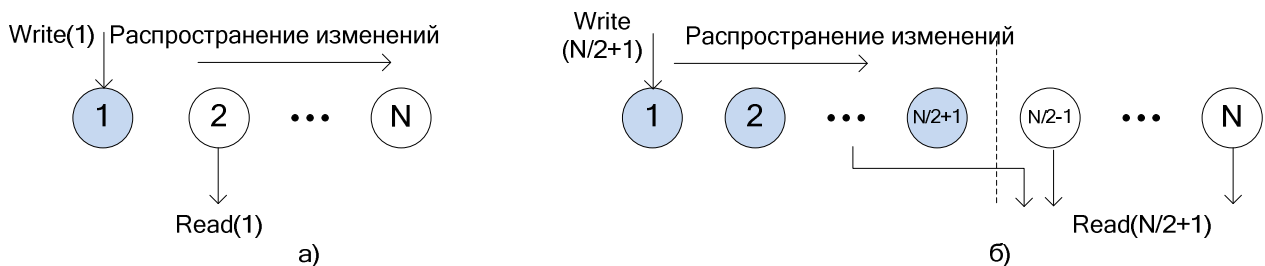 Write(1) Распространение изменений
1
2
•••
N
Read(1)
а)
Write
(N/2+1)
Распространение изменений
1
2
•••
N/2+1
N/2-1
•••
N
Read(N/2+1)
б)